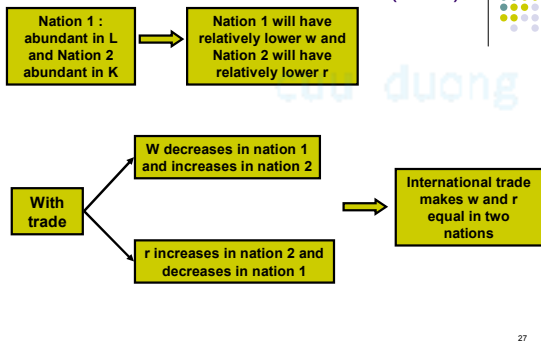 Nation 1 :
abundant in L
and Nation 2
abundant in K
Nation 1 will have
relatively lower w and
Nation 2 will have
relatively lower r
cuu duong
W decreases in nation 1
and increases in nation 2
With
trade
International trade
makes w and r
equal in two
nations
r increases in nation 2 and
decreases in nation 1
27